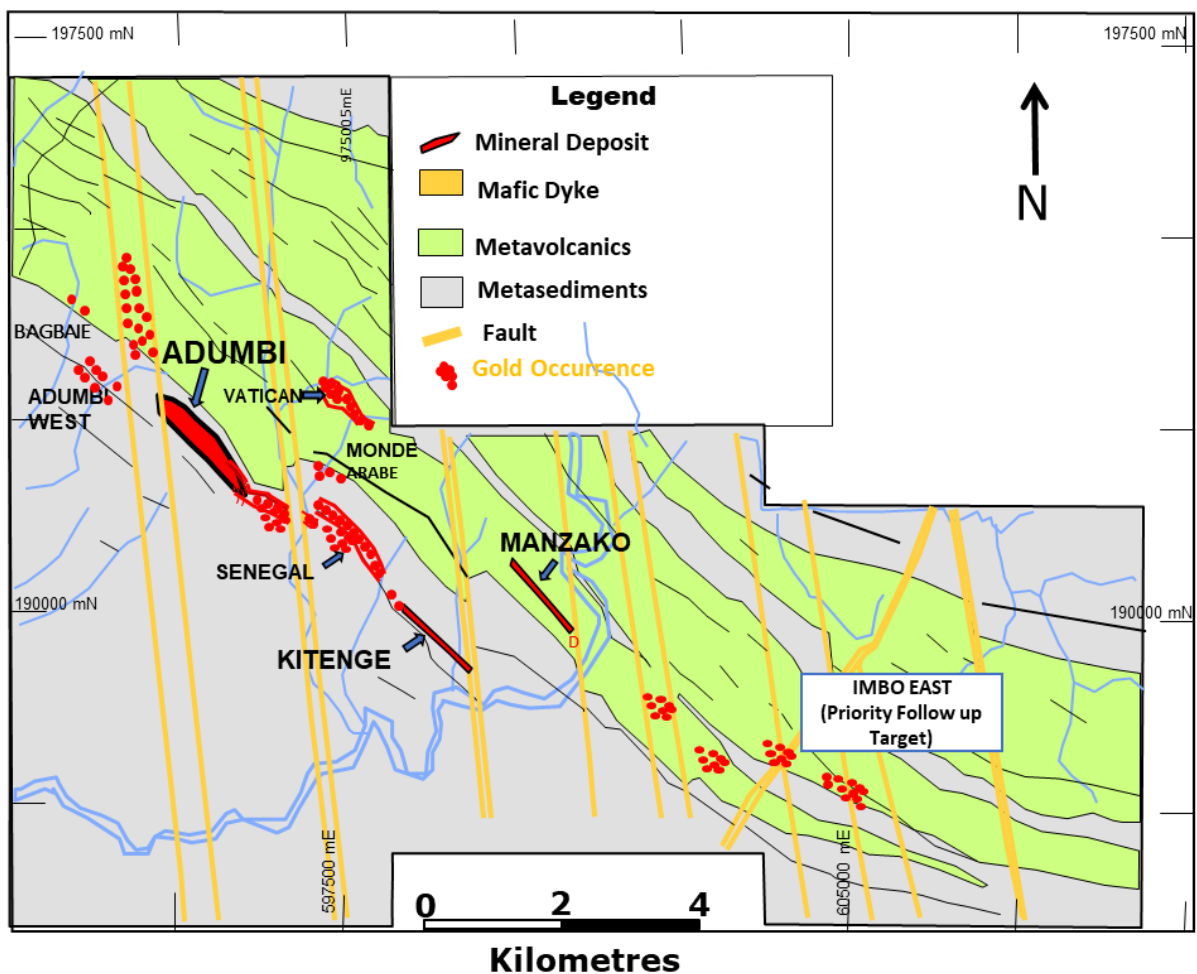 197500 mN
197500 mN
975005mE
Legend
Mineral Deposit
Mafic Dyke
Metavolcanics
Metasediments
Fault
Gold Occurrence
N
BAGBAIE
ADUMBI
ADUMBI
WEST
VATICAN
MONDE
ARABE
MANZAKO
SENEGAL
D
190000 mN
190000 mN
KITENGE
IMBO EAST
(Priority Follow up
Target)
597500 mE
605000 mE
0 2 4
Kilometres